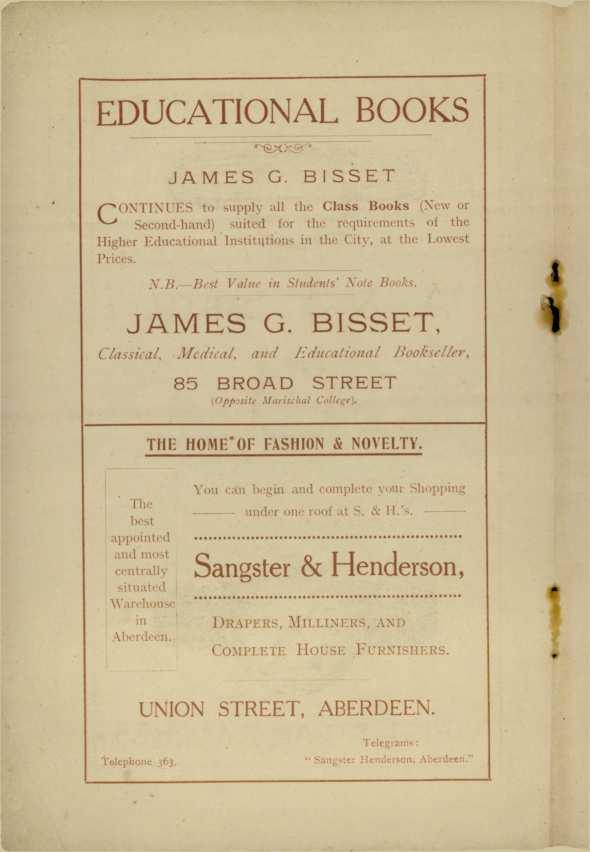 EDUCATIONAL BOOKS
JAMES G. BISSET
CONTINUES to supply all the Class Books (New or
Second-hand) suited for the requirements of the
Higher Educational Institutions in the City, at the Lowest
Prices.
N.B.—Best Value in Students' Note Books.
JAMES G. BISSET,
Classical, Medical, and Educational Bookseller,
85 BROAD STREET
(Opposite Marischal College).
THE HOME OF FASHION & NOVELTY.
The
best
appointed
and most
centrally
situated
Warehouse
in
Aberdeen.
You can begin and complete your Shopping
under one roof at S. & H.'s.
Sangster & Henderson,
DRAPERS, MILLINERS, AND
COMPLETE HOUSE FURNISHERS.
UNION STREET, ABERDEEN.
Telephone 363.
Telegrams:
"Sangster Henderson, Aberdeen."